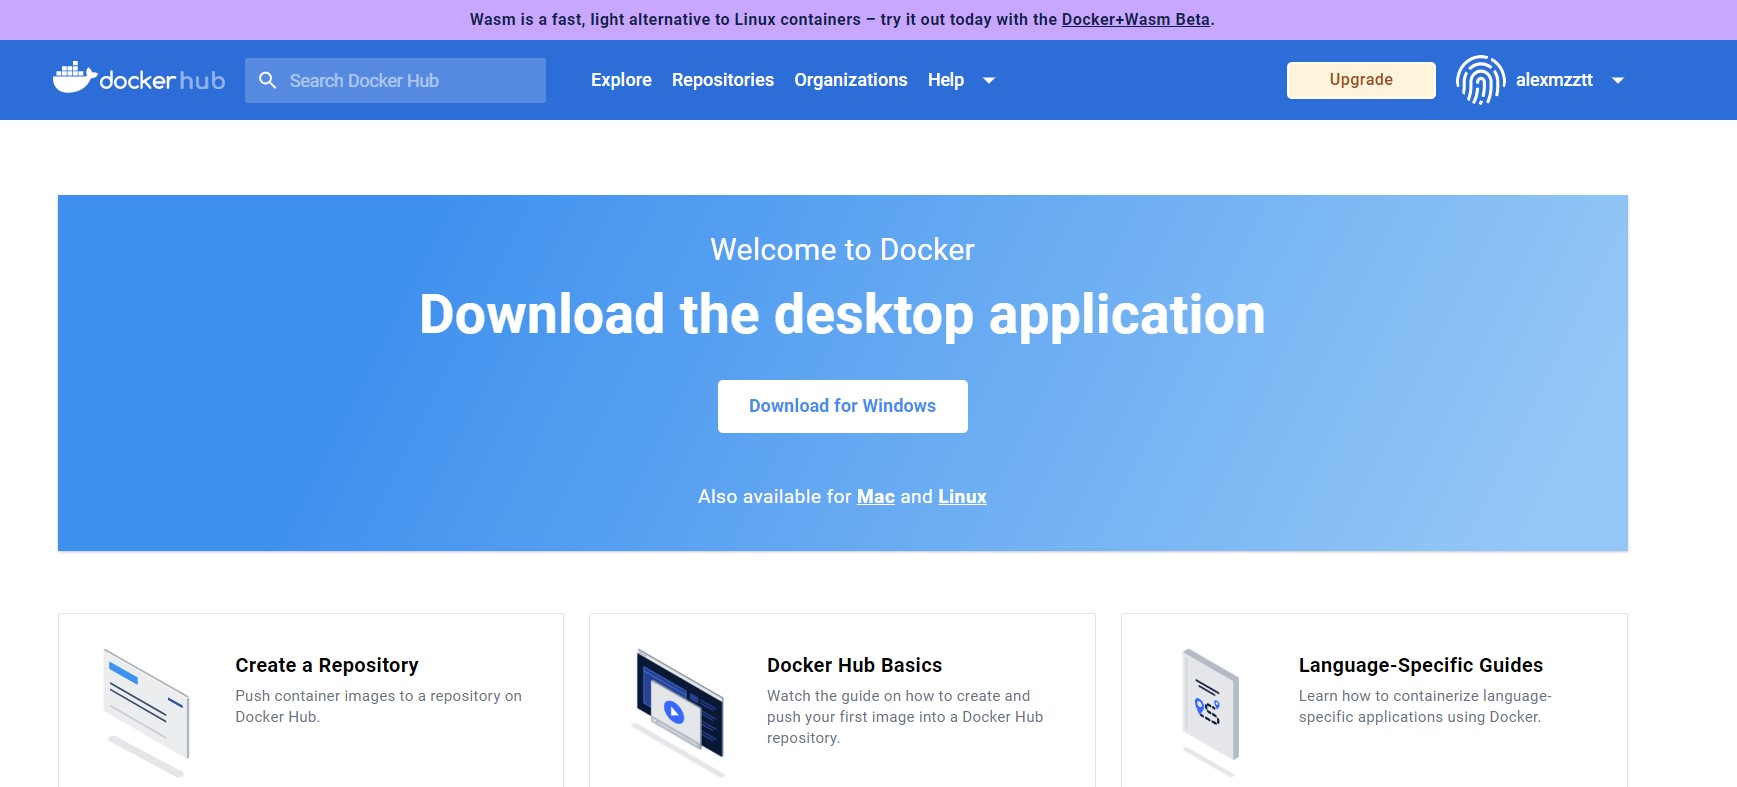 Wasm is a fast, light alternative to Linux containers – try it out today with the Docker+Wasm Beta.
dockerhub
Search Docker Hub
Explore Repositories Organizations Help
Upgrade
alexmzztt
Welcome to Docker
Download the desktop application
Download for Windows
Also available for Mac and Linux
Create a Repository
Push container images to a repository on
Docker Hub.
Docker Hub Basics
Watch the guide on how to create and
push your first image into a Docker Hub
repository.
Language-Specific Guides
Learn how to containerize language-
specific applications using Docker.